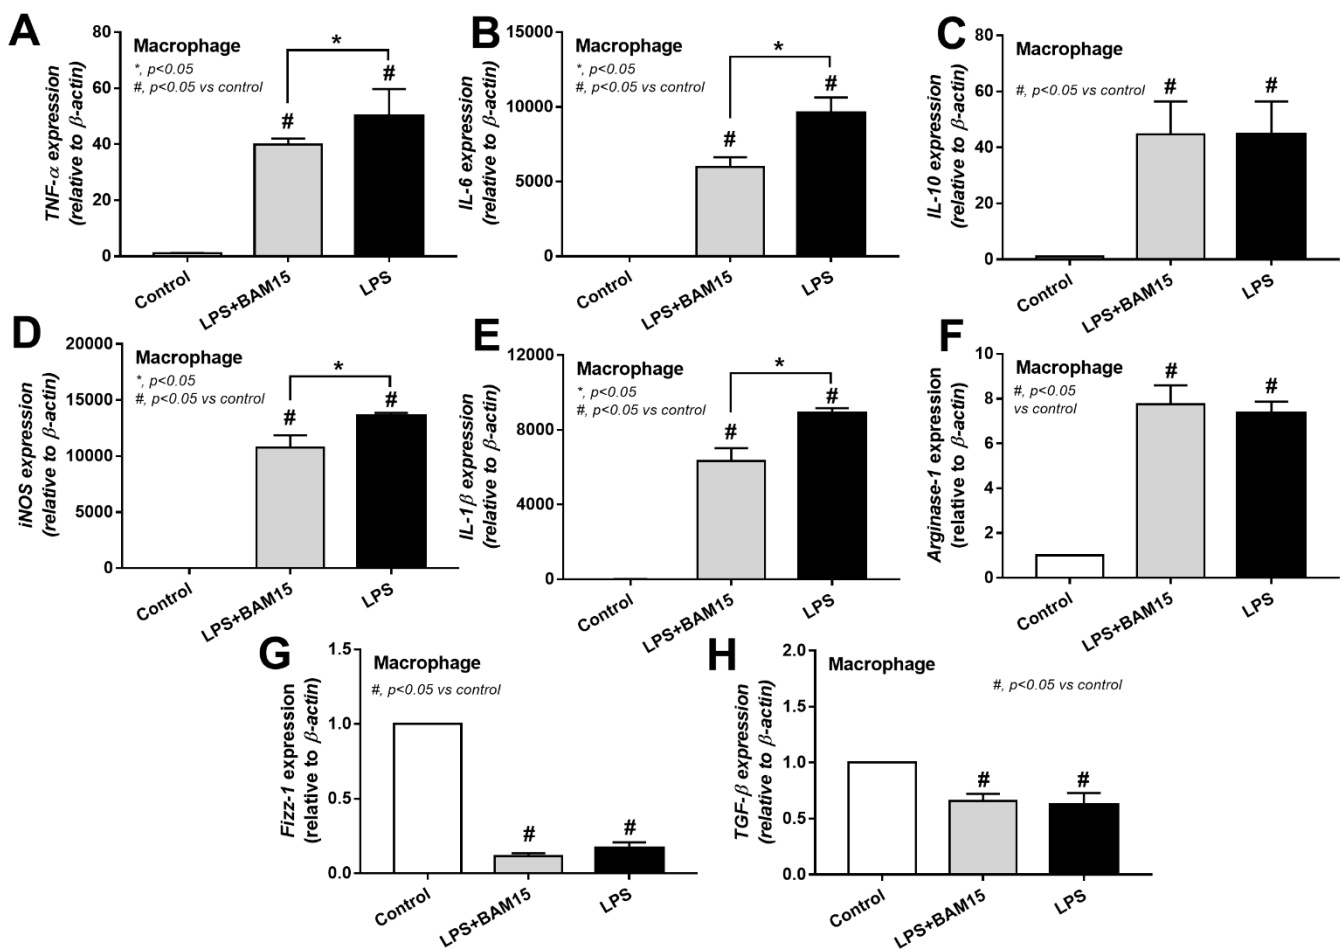 A
TNF-α expression
(relative to β-actin)
80
60
40
20
0
Macrophage
*, p<0.05
#, p<0.05 vs control
*
#
#
Control
LPS+BAM15
LPS
B
IL-6 expression
(relative to β-actin)
15000
10000
5000
0
Macrophage
*, p<0.05
#, p<0.05 vs control
*
#
#
Control
LPS+BAM15
LPS
C
IL-10 expression
(relative to β-actin)
80
60
40
20
0
Macrophage
#, p<0.05 vs control
#
#
Control
LPS+BAM15
LPS
D
iNOS expression
(relative to β-actin)
20000
15000
10000
5000
0
Macrophage
*, p<0.05
#, p<0.05 vs control
*
#
#
Control
LPS+BAM15
LPS
E
IL-1β expression
(relative to β-actin)
12000
8000
4000
0
Macrophage
*, p<0.05
#, p<0.05 vs control
*
#
#
Control
LPS+BAM15
LPS
F
Arginase-1 expression
(relative to β-actin)
10
8
6
4
2
0
Macrophage
#, p<0.05
vs control
#
#
Control
LPS+BAM15
LPS
G
Fizz-1 expression
(relative to β-actin)
1.5
1.0
0.5
0.0
Macrophage
#, p<0.05 vs control
#
#
Control
LPS+BAM15
LPS
H
TGF-β expression
(relative to β-actin)
2.0
1.5
1.0
0.5
0.0
Macrophage
#, p<0.05 vs control
#
#
Control
LPS+BAM15
LPS